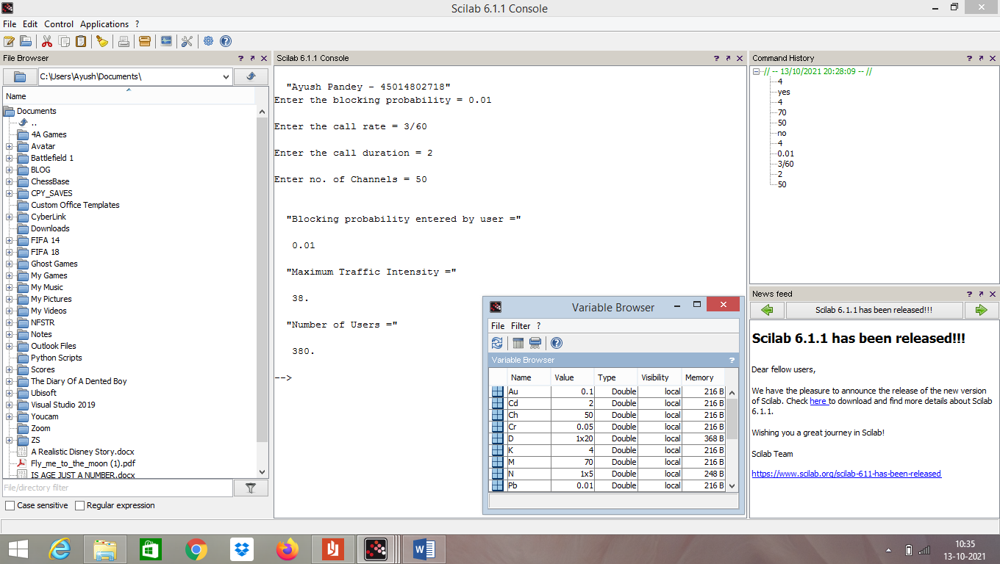 Scilab 6.1.1 Console
File Edit Control Applications ?
File Browser
C:\Users\Ayush\Documents\
Name
Documents
..
4A Games
Avatar
Battlefield 1
BLOG
ChessBase
CPY_SAVES
Custom Office Templates
CyberLink
Downloads
FIFA 14
FIFA 18
Ghost Games
My Games
My Music
My Pictures
My Videos
NFSTR
Notes
Outlook Files
Python Scripts
Scores
The Diary Of A Dented Boy
Ubisoft
Visual Studio 2019
Youcam
Zoom
ZS
A Realistic Disney Story.docx
Fly_me_to_the_moon (1).pdf
IS AGE JUST A NUMBER.docx
File/directory filter
Case sensitive Regular expression
Scilab 6.1.1 Console
"Ayush Pandey - 45014802718"
Enter the blocking probability = 0.01
Enter the call rate = 3/60
Enter the call duration = 2
Enter no. of Channels = 50
"Blocking probability entered by user ="
0.01
"Maximum Traffic Intensity ="
38.
"Number of Users ="
380.
-->
Variable Browser
File Filter ?
Variable Browser ?
Name Value Type Visibility Memory
Au 0.1 Double local 216 B
Cd 2 Double local 216 B
Ch 50 Double local 216 B
Cr 0.05 Double local 216 B
D 1x20 Double local 368 B
K 4 Double local 216 B
M 70 Double local 216 B
N 1x5 Double local 248 B
Pb 0.01 Double local 216 B
Command History
// -- 13/10/2021 20:28:09 -- //
4
yes
4
70
50
no
4
0.01
3/60
2
50
News feed
Scilab 6.1.1 has been released!!!
Scilab 6.1.1 has been released!!!
Dear fellow users,
We have the pleasure to announce the release of the new version
of Scilab. Check here to download and find more details about Scilab
6.1.1.
Wishing you a great journey in Scilab!
Scilab Team
https://www.scilab.org/scilab-611-has-been-released
10:35
13-10-2021